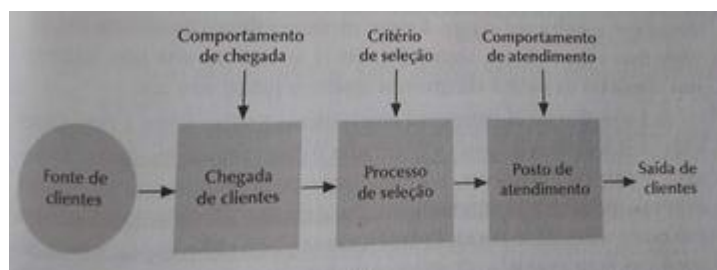 Comportamento
de chegada
Critério
de seleção
Comportamento
de atendimento
Fonte de
clientes
Chegada
de clientes
Processo
de seleção
Posto de
atendimento
Saída de
clientes